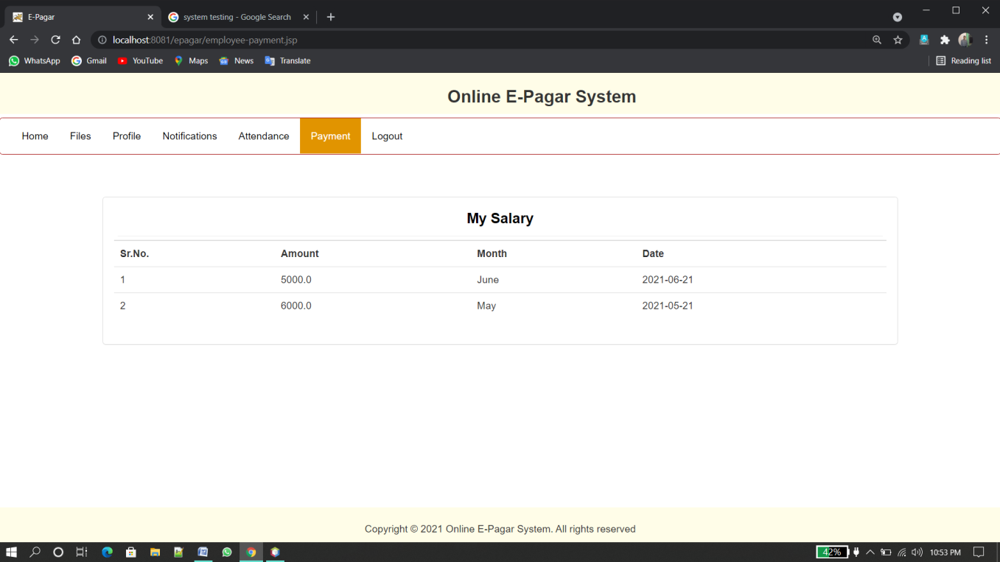 E-Pagar
system testing - Google Search
localhost:8081/epagar/employee-payment.jsp
WhatsApp Gmail YouTube Maps News Translate Reading list
Online E-Pagar System
Home Files Profile Notifications Attendance Payment Logout
My Salary
Sr.No. Amount Month Date
1 5000.0 June 2021-06-21
2 6000.0 May 2021-05-21
Copyright © 2021 Online E-Pagar System. All rights reserved
42% 10:53 PM